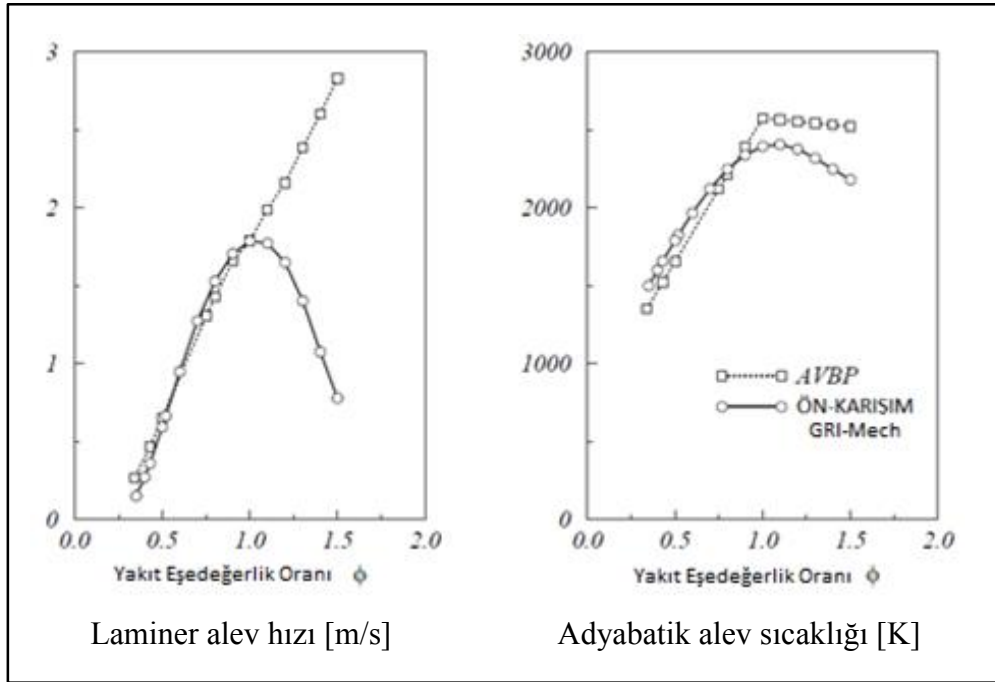 3
2
1
0
0.0 0.5 1.0 1.5 2.0
Yakıt Eşedeğerlik Oranı ϕ
Laminer alev hızı [m/s]
3000
2000
1000
0
AVBP
ÖN-KARIŞIM
GRI-Mech
0.0 0.5 1.0 1.5 2.0
Yakıt Eşedeğerlik Oranı ϕ
Adyabatik alev sıcaklığı [K]